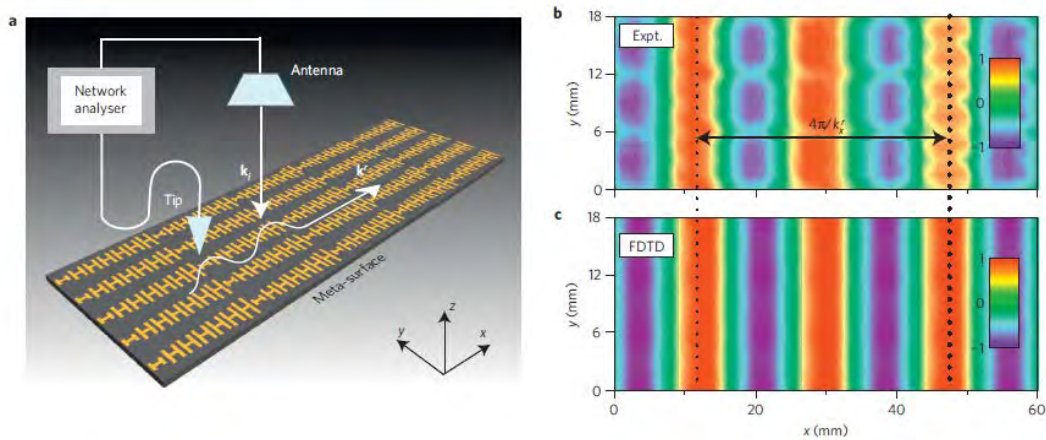 a
Network
analyser
Antenna
Tip
k_i
k^r
Meta-surface
z
y
x
b
18
12
6
0
y (mm)
Expt.
1
0
-1
4π/k_x^r
c
18
12
6
0
y (mm)
FDTD
1
0
-1
0
20
40
60
x (mm)